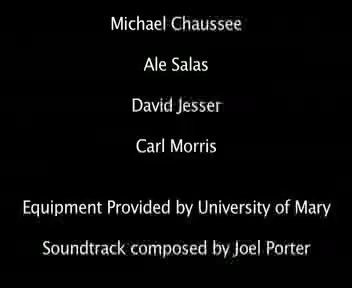 Michael Chaussee
Ale Salas
David Jesser
Carl Morris
Equipment Provided by University of Mary
Soundtrack composed by Joel Porter